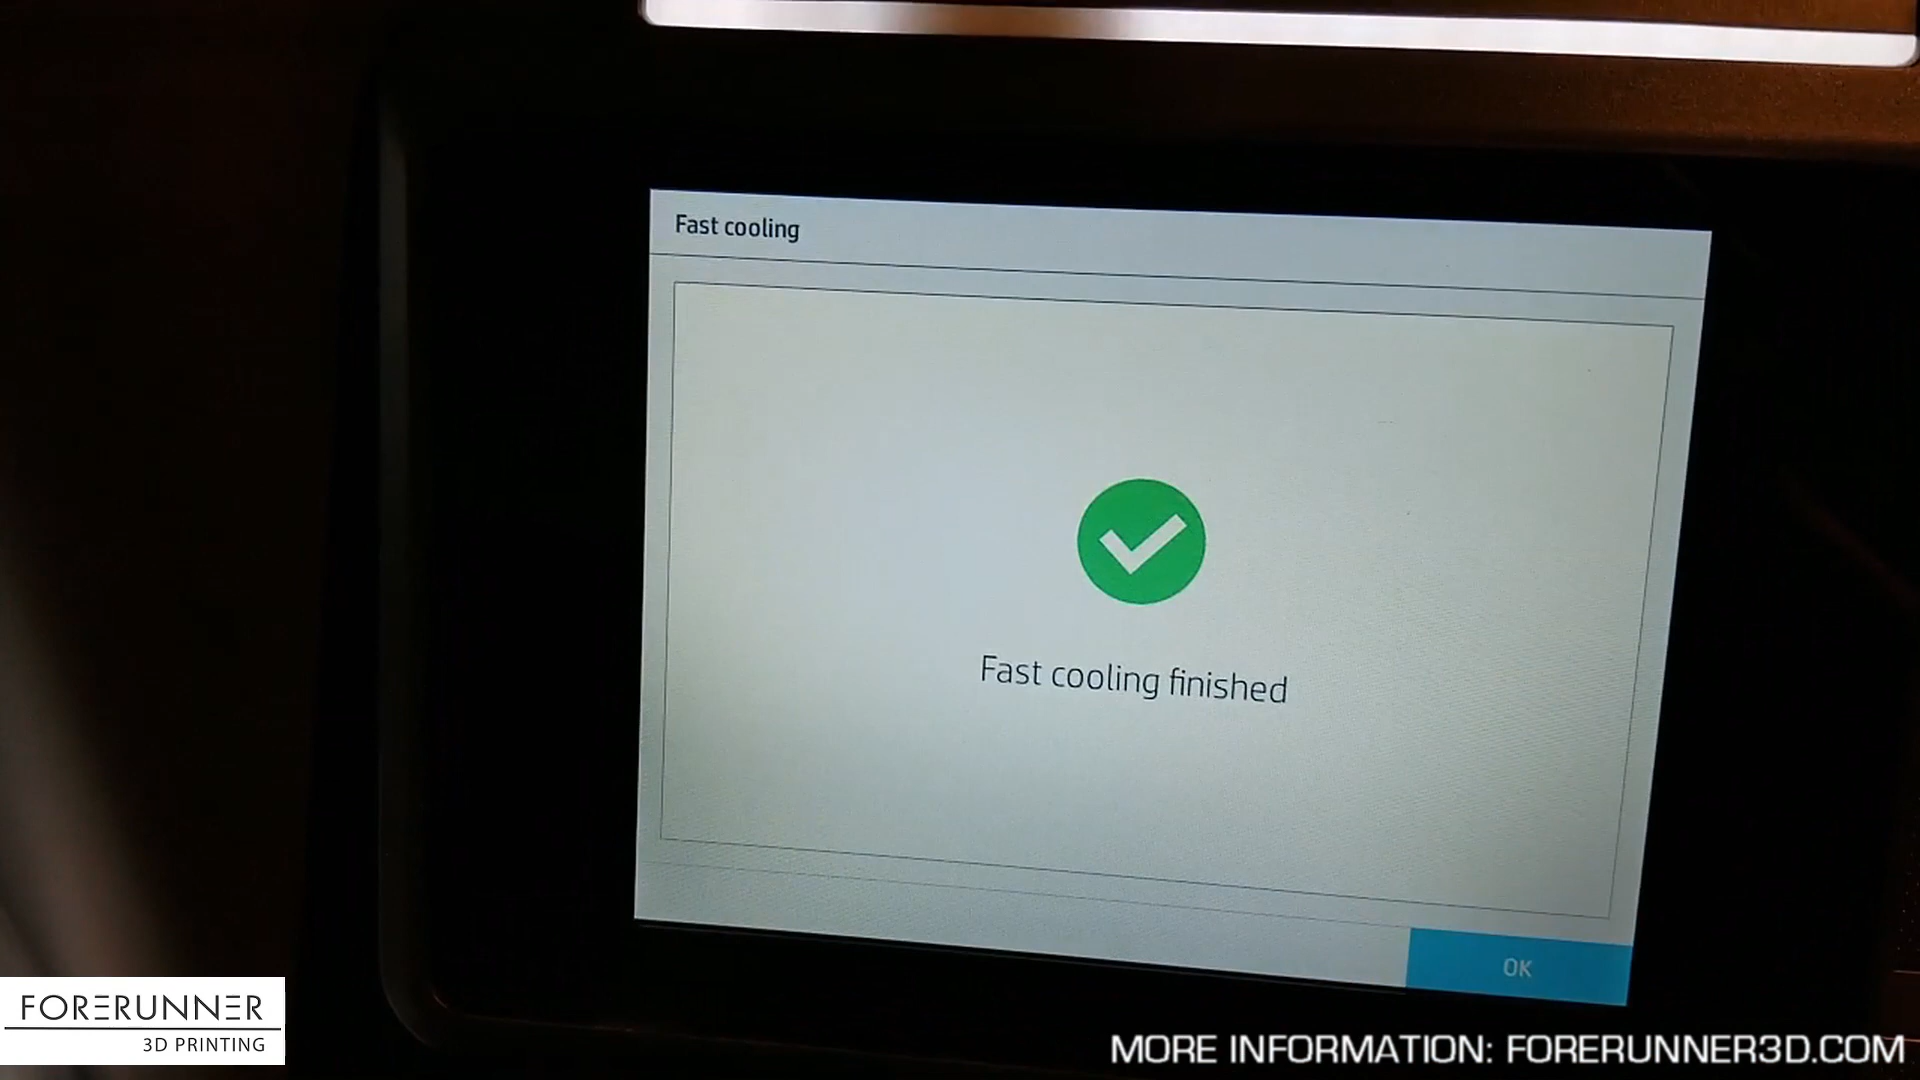 Fast cooling
Fast cooling finished
OK
FORERUNNER
3D PRINTING
MORE INFORMATION: FORERUNNER3D.COM